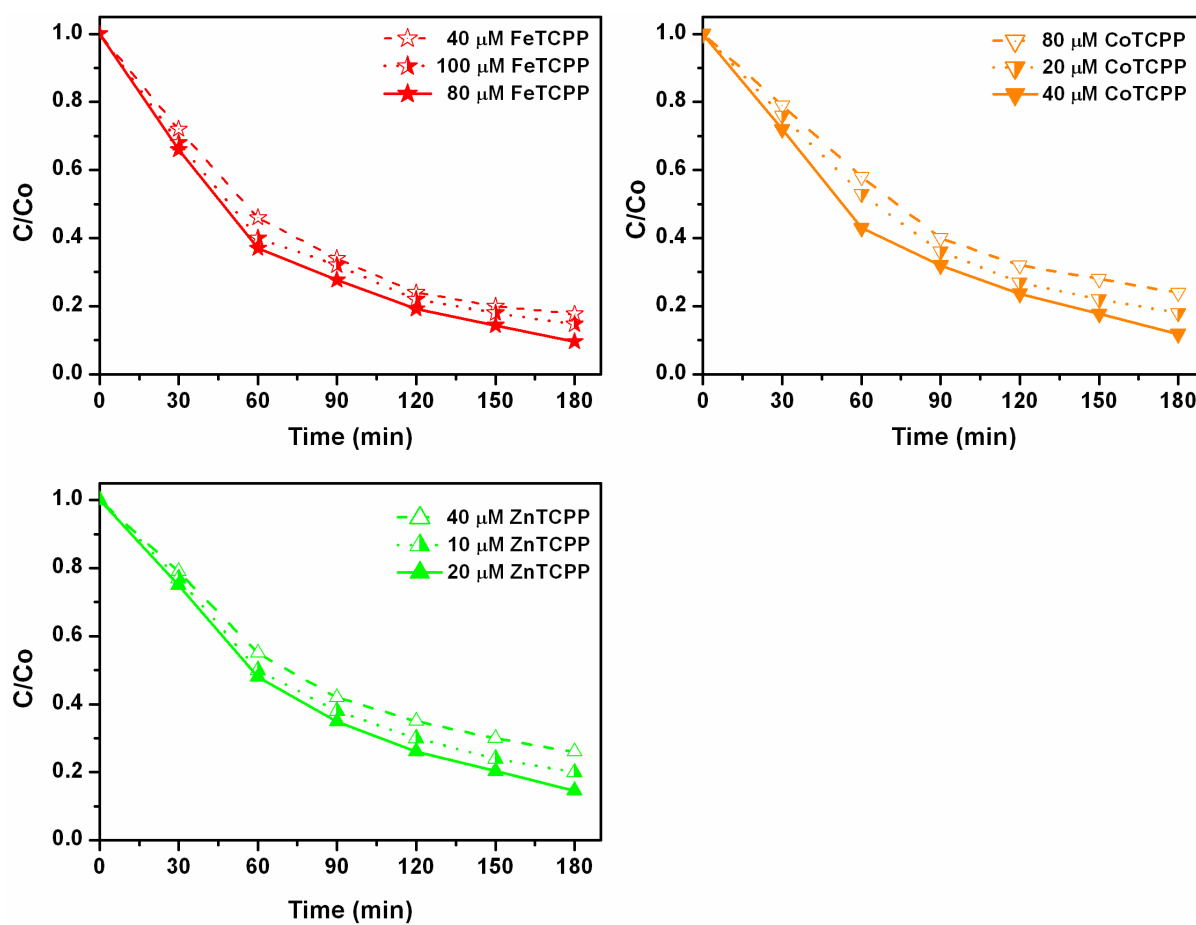 1.0
0.8
0.6
0.4
0.2
0.0
C/Co
40 μM FeTCPP
100 μM FeTCPP
80 μM FeTCPP
0 30 60 90 120 150 180
Time (min)
1.0
0.8
0.6
0.4
0.2
0.0
C/Co
80 μM CoTCPP
20 μM CoTCPP
40 μM CoTCPP
0 30 60 90 120 150 180
Time (min)
1.0
0.8
0.6
0.4
0.2
0.0
C/Co
40 μM ZnTCPP
10 μM ZnTCPP
20 μM ZnTCPP
0 30 60 90 120 150 180
Time (min)